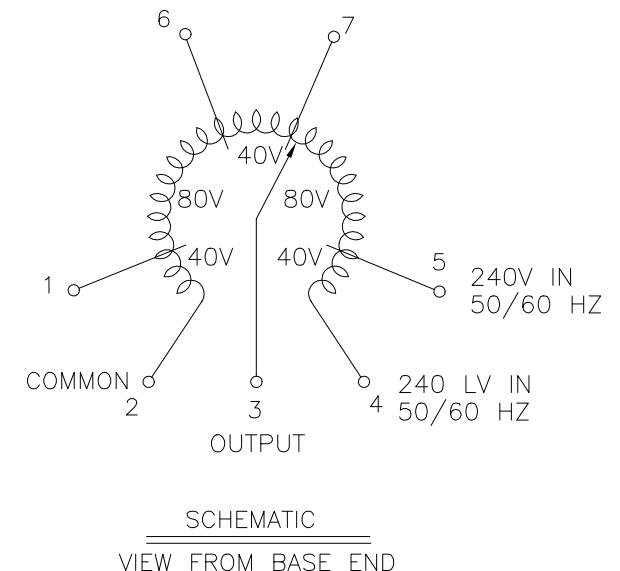 6
7
40V
80V
80V
40V
40V
1
5
240V IN
50/60 HZ
COMMON
2
3
4
240 LV IN
50/60 HZ
OUTPUT
SCHEMATIC
VIEW FROM BASE END